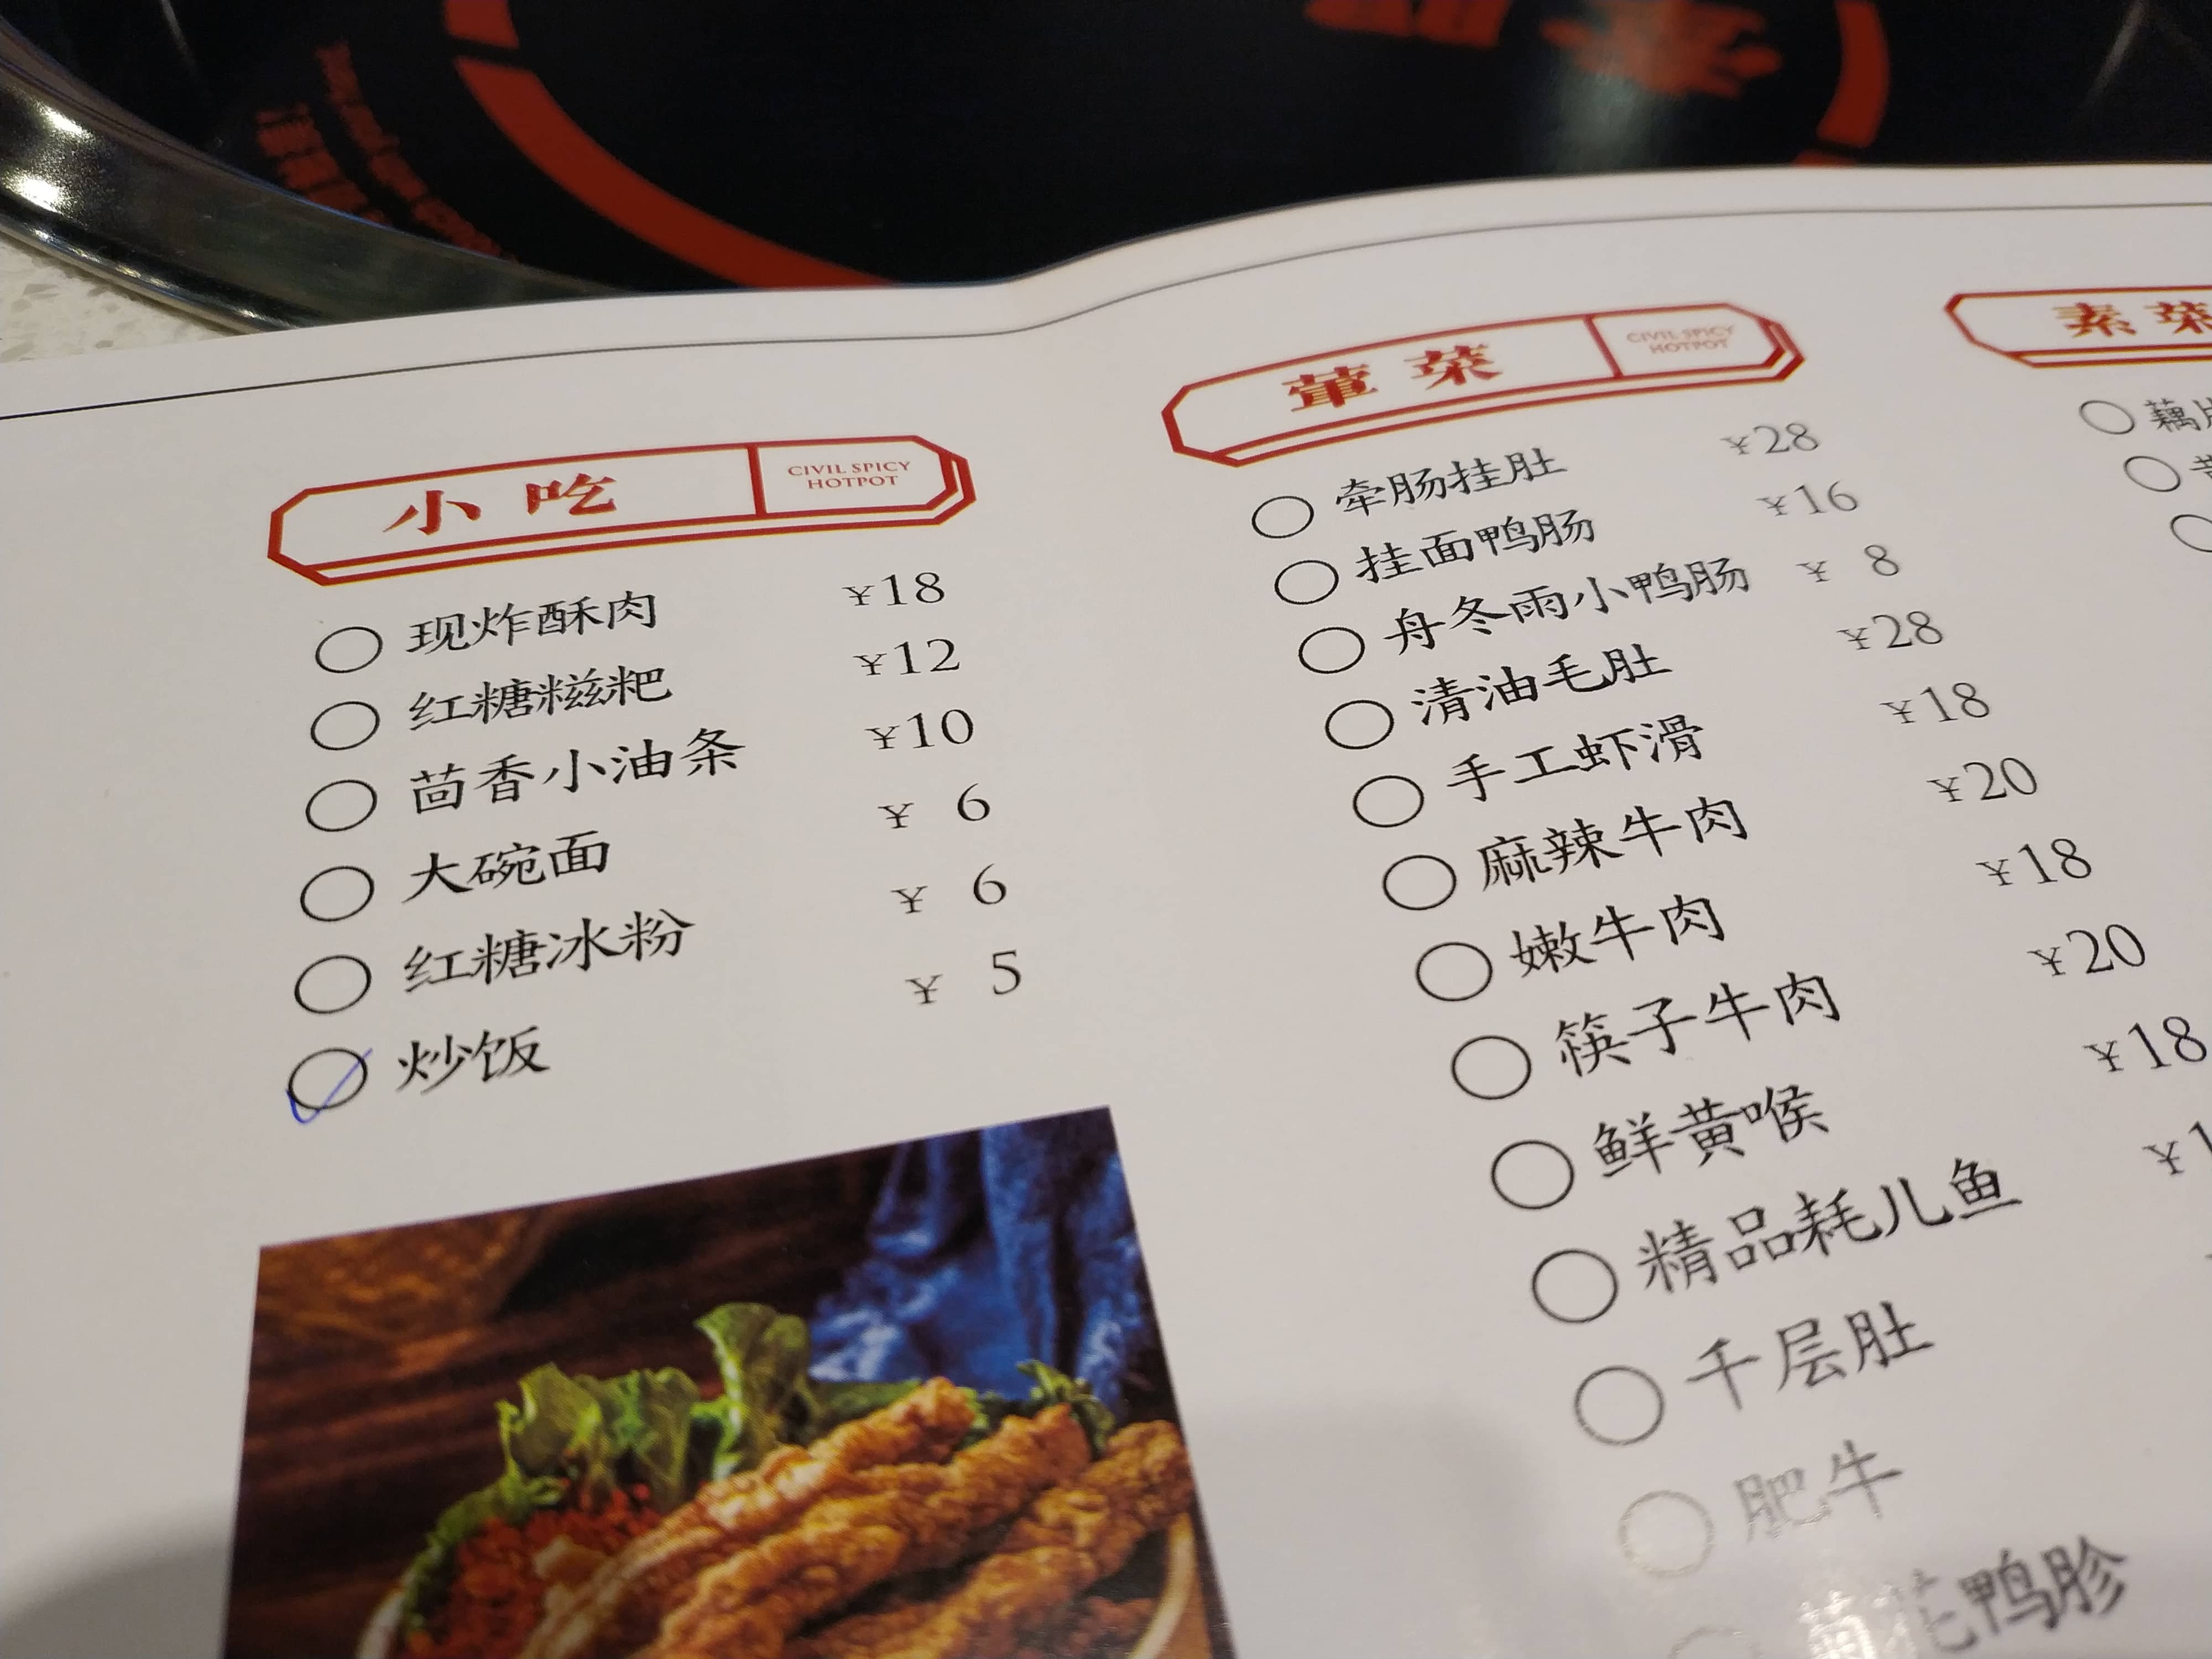 小吃
CIVIL SPICY
HOTPOT
现炸酥肉 ¥18
红糖糍粑 ¥12
茴香小油条 ¥10
大碗面 ¥ 6
红糖冰粉 ¥ 6
炒饭 ¥ 5
荤菜
CIVIL SPICY
HOTPOT
牵肠挂肚 ¥28
挂面鸭肠 ¥16
舟冬雨小鸭肠 ¥ 8
清油毛肚 ¥28
手工虾滑 ¥18
麻辣牛肉 ¥20
嫩牛肉 ¥18
筷子牛肉 ¥20
鲜黄喉 ¥18
精品耗儿鱼
千层肚
肥牛
菊花鸭胗
素菜
藕片